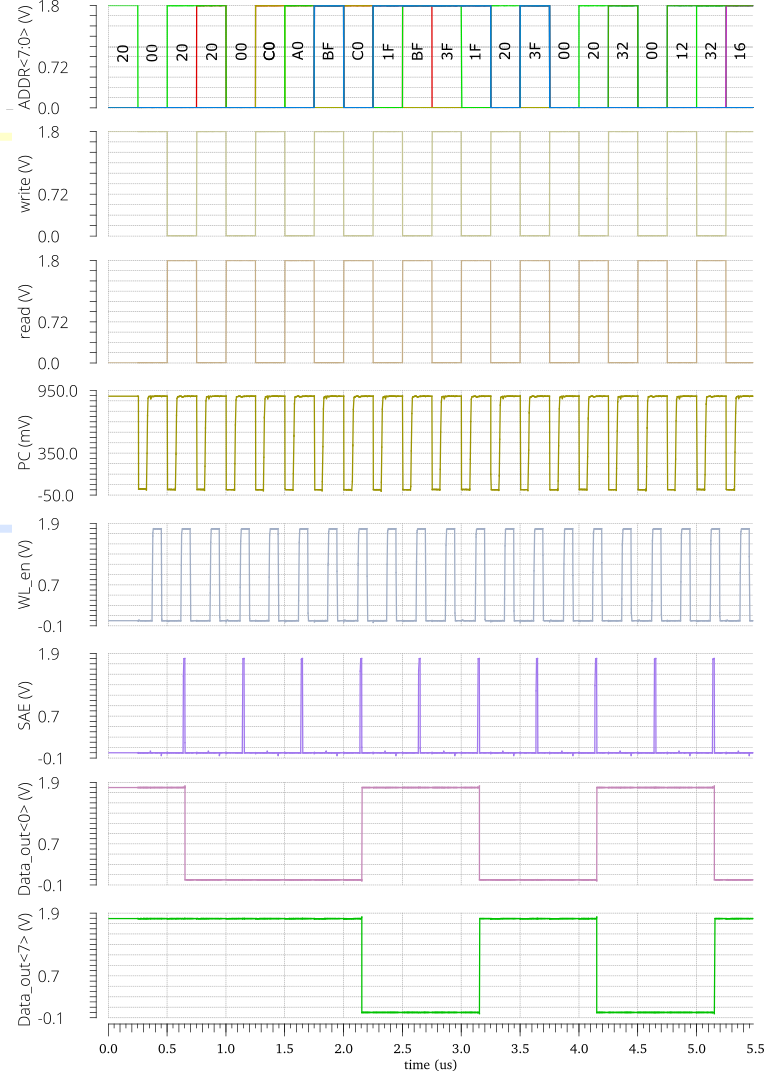 ADDR<7:0> (V)
1.8
0.72
0.0
20 00 20 20 00 C0 A0 BF C0 1F BF 3F 1F 20 3F 00 20 32 00 12 32 16
write (V)
1.8
0.72
0.0
read (V)
1.8
0.72
0.0
PC (mV)
950.0
350.0
-50.0
WL_en (V)
1.9
0.7
-0.1
SAE (V)
1.9
0.7
-0.1
Data_out<0> (V)
1.9
0.7
-0.1
Data_out<7> (V)
1.9
0.7
-0.1
0.0 0.5 1.0 1.5 2.0 2.5 3.0 3.5 4.0 4.5 5.0 5.5
time (us)